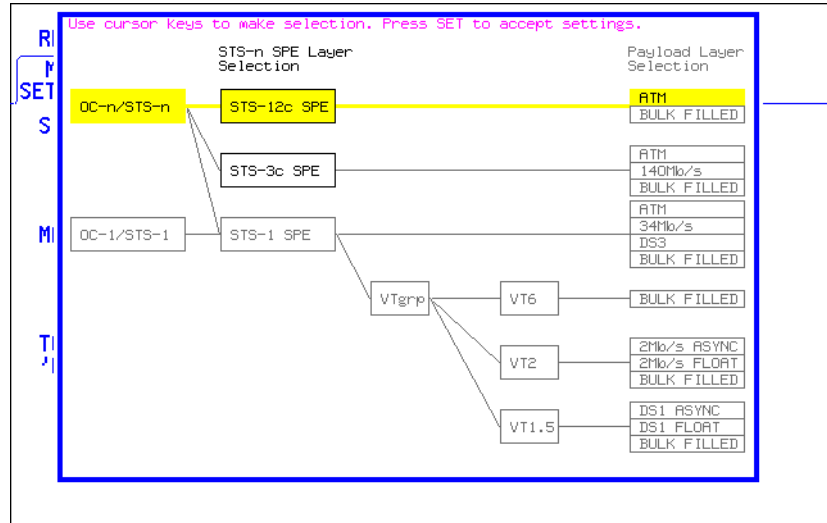 Use cursor Keys to make selection. Press SET to accept settings.
STS-n SPE Layer
Selection
Payload Layer
Selection
SET
OC-n/STS-n
STS-12c SPE
ATM
BULK FILLED
STS-3c SPE
ATM
140Mb/s
BULK FILLED
OC-1/STS-1
STS-1 SPE
ATM
34Mb/s
DS3
BULK FILLED
VTgrp
VT6
BULK FILLED
VT2
2Mb/s ASYNC
2Mb/s FLOAT
BULK FILLED
VT1.5
DS1 ASYNC
DS1 FLOAT
BULK FILLED